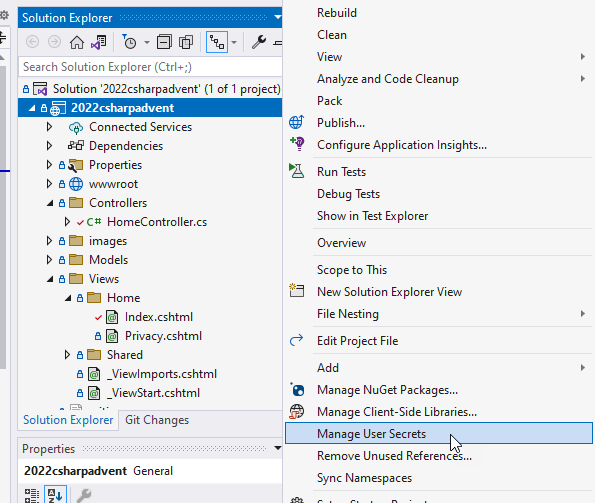 Solution Explorer
Search Solution Explorer (Ctrl+;)
Solution '2022csharpadvent' (1 of 1 project)
2022csharpadvent
Connected Services
Dependencies
Properties
wwwroot
Controllers
C# HomeController.cs
images
Models
Views
Home
Index.cshtml
Privacy.cshtml
Shared
_ViewImports.cshtml
_ViewStart.cshtml
Solution Explorer
Git Changes
Properties
2022csharpadvent General
Rebuild
Clean
View
Analyze and Code Cleanup
Pack
Publish...
Configure Application Insights...
Run Tests
Debug Tests
Show in Test Explorer
Overview
Scope to This
New Solution Explorer View
File Nesting
Edit Project File
Add
Manage NuGet Packages...
Manage Client-Side Libraries...
Manage User Secrets
Remove Unused References...
Sync Namespaces